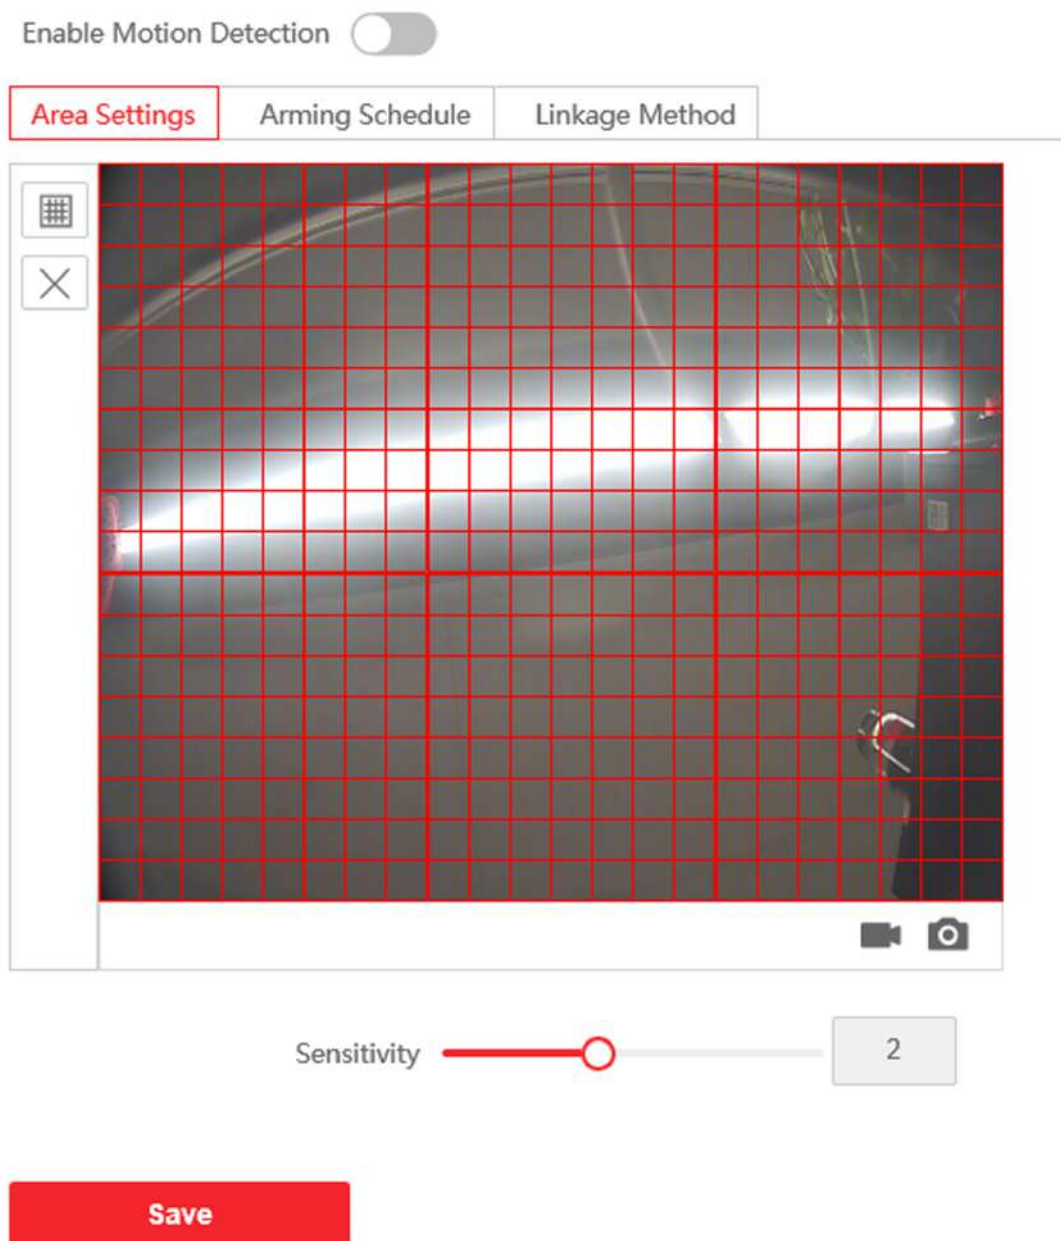 Enable Motion Detection
Area Settings Arming Schedule Linkage Method
Sensitivity 2
Save